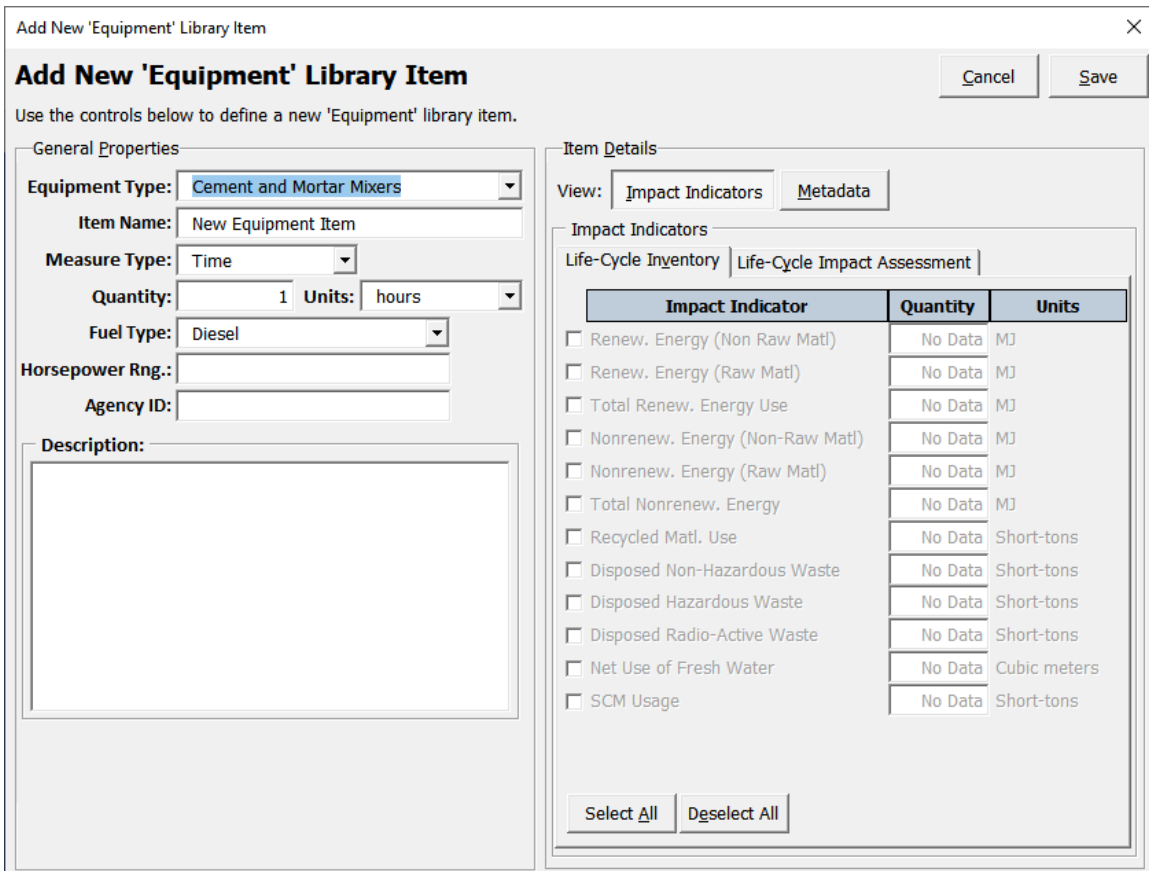 Add New 'Equipment' Library Item
Add New 'Equipment' Library Item
Cancel
Save
Use the controls below to define a new 'Equipment' library item.
General Properties
Equipment Type: Cement and Mortar Mixers
Item Name: New Equipment Item
Measure Type: Time
Quantity: 1 Units: hours
Fuel Type: Diesel
Horsepower Rng.:
Agency ID:
Description:
Item Details
View: Impact Indicators Metadata
Impact Indicators
Life-Cycle Inventory Life-Cycle Impact Assessment
Impact Indicator Quantity Units
Renew. Energy (Non Raw Matl) No Data MJ
Renew. Energy (Raw Matl) No Data MJ
Total Renew. Energy Use No Data MJ
Nonrenew. Energy (Non-Raw Matl) No Data MJ
Nonrenew. Energy (Raw Matl) No Data MJ
Total Nonrenew. Energy No Data MJ
Recycled Matl. Use No Data Short-tons
Disposed Non-Hazardous Waste No Data Short-tons
Disposed Hazardous Waste No Data Short-tons
Disposed Radio-Active Waste No Data Short-tons
Net Use of Fresh Water No Data Cubic meters
SCM Usage No Data Short-tons
Select All Deselect All